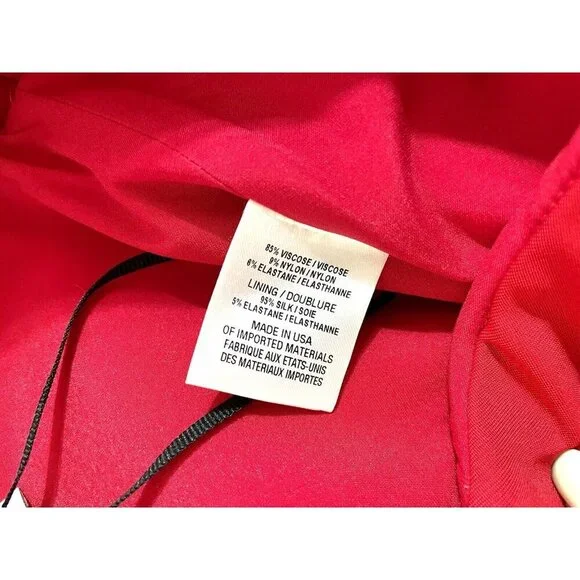 85% VISCOSE / VISCOSE
9% NYLON / NYLON
6% ELASTANE / ELASTHANNE
LINING / DOUBLURE
95% SILK / SOIE
5% ELASTANE / ELASTHANNE
MADE IN USA
OF IMPORTED MATERIALS
FABRIQUE AUX ETATS-UNIS
DES MATERIAUX IMPORTES